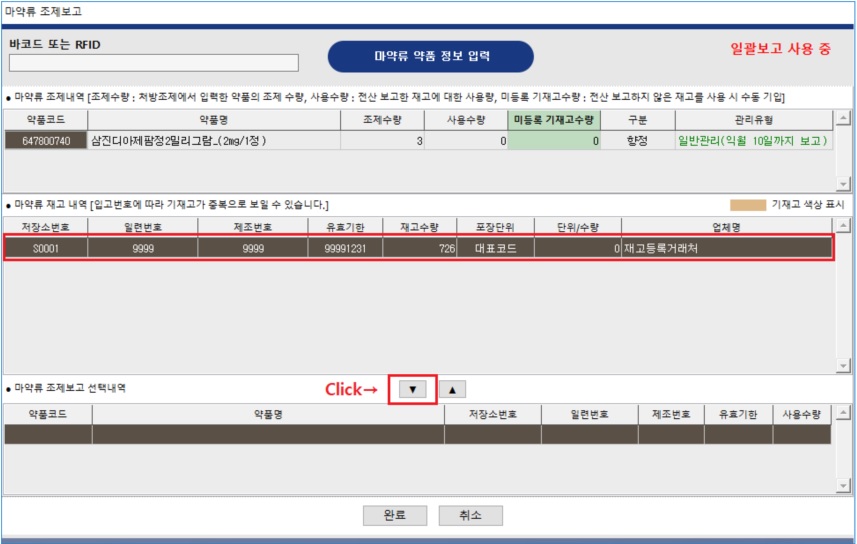 마약류 조제보고
바코드 또는 RFID
마약류 약품 정보 입력
일괄보고 사용 중
● 마약류 조제내역 [조제수량 : 처방조제에서 입력한 약품의 조제 수량, 사용수량 : 전산 보고한 재고에 대한 사용량, 미등록 기재고수량 : 전산 보고하지 않은 재고를 사용 시 수동 기입]
약품코드 약품명 조제수량 사용수량 미등록 기재고수량 구분 관리유형
647800740 삼진디아제팜정2밀리그람_(2mg/1정) 3 0 0 향정 일반관리(익월 10일까지 보고)
● 마약류 재고 내역 [입고번호에 따라 기재고가 중복으로 보일 수 있습니다.] 기재고 색상 표시
저장소번호 일련번호 제조번호 유효기한 재고수량 포장단위 단위/수량 업체명
S0001 9999 9999 99991231 726 대표코드 0 재고등록거래처
● 마약류 조제보고 선택내역 Click→ ▼ ▲
약품코드 약품명 저장소번호 일련번호 제조번호 유효기한 사용수량
완료 취소